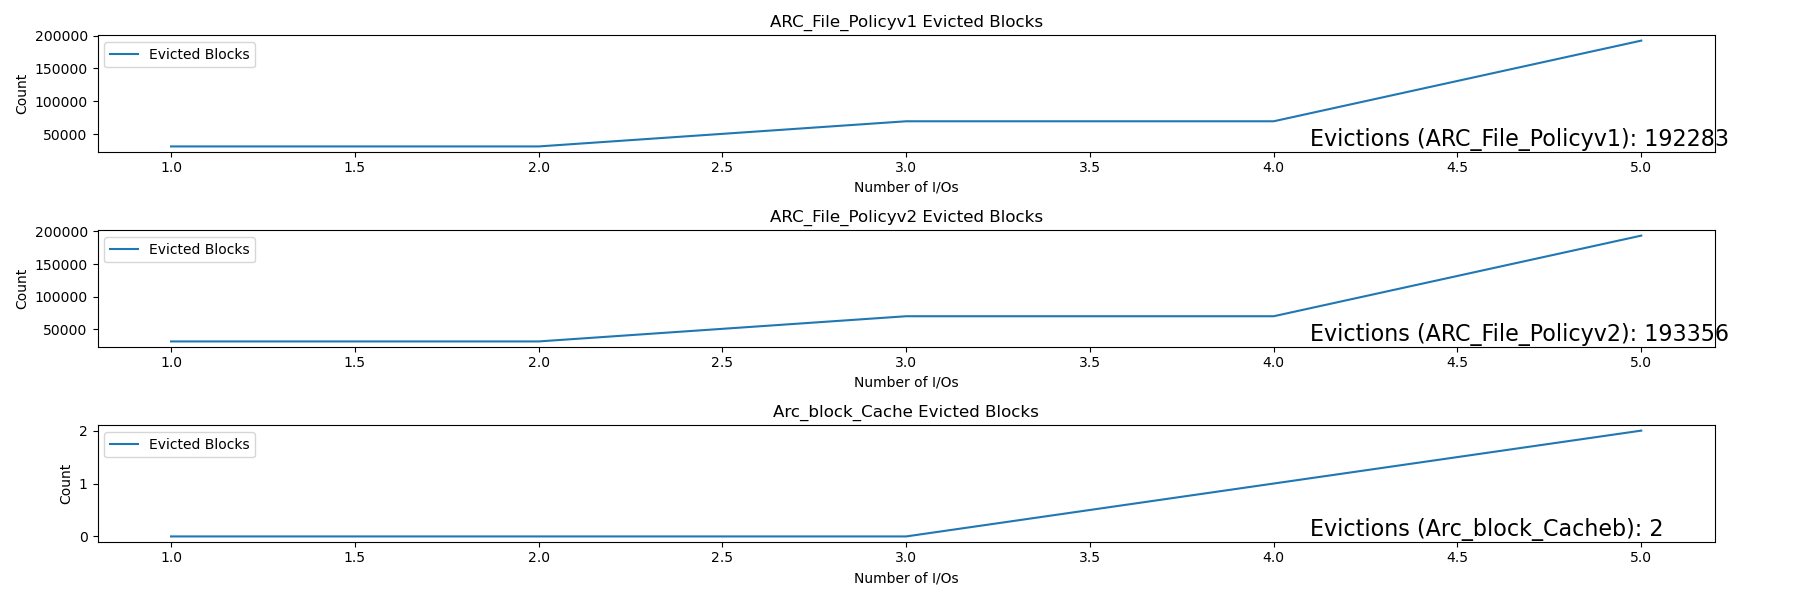 ARC_File_Policyv1 Evicted Blocks
200000
150000
100000
50000
Count
Evicted Blocks
Evictions (ARC_File_Policyv1): 192283
1.0 1.5 2.0 2.5 3.0 3.5 4.0 4.5 5.0
Number of I/Os
ARC_File_Policyv2 Evicted Blocks
200000
150000
100000
50000
Count
Evicted Blocks
Evictions (ARC_File_Policyv2): 193356
1.0 1.5 2.0 2.5 3.0 3.5 4.0 4.5 5.0
Number of I/Os
Arc_block_Cache Evicted Blocks
2
1
0
Count
Evicted Blocks
Evictions (Arc_block_Cacheb): 2
1.0 1.5 2.0 2.5 3.0 3.5 4.0 4.5 5.0
Number of I/Os